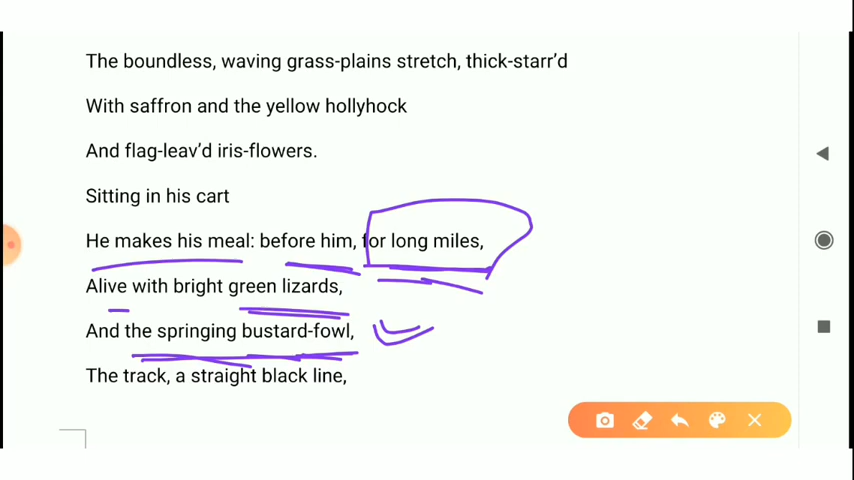 The boundless, waving grass-plains stretch, thick-starr’d
With saffron and the yellow hollyhock
And flag-leav’d iris-flowers.
Sitting in his cart
He makes his meal: before him, for long miles,
Alive with bright green lizards,
And the springing bustard-fowl,
The track, a straight black line,